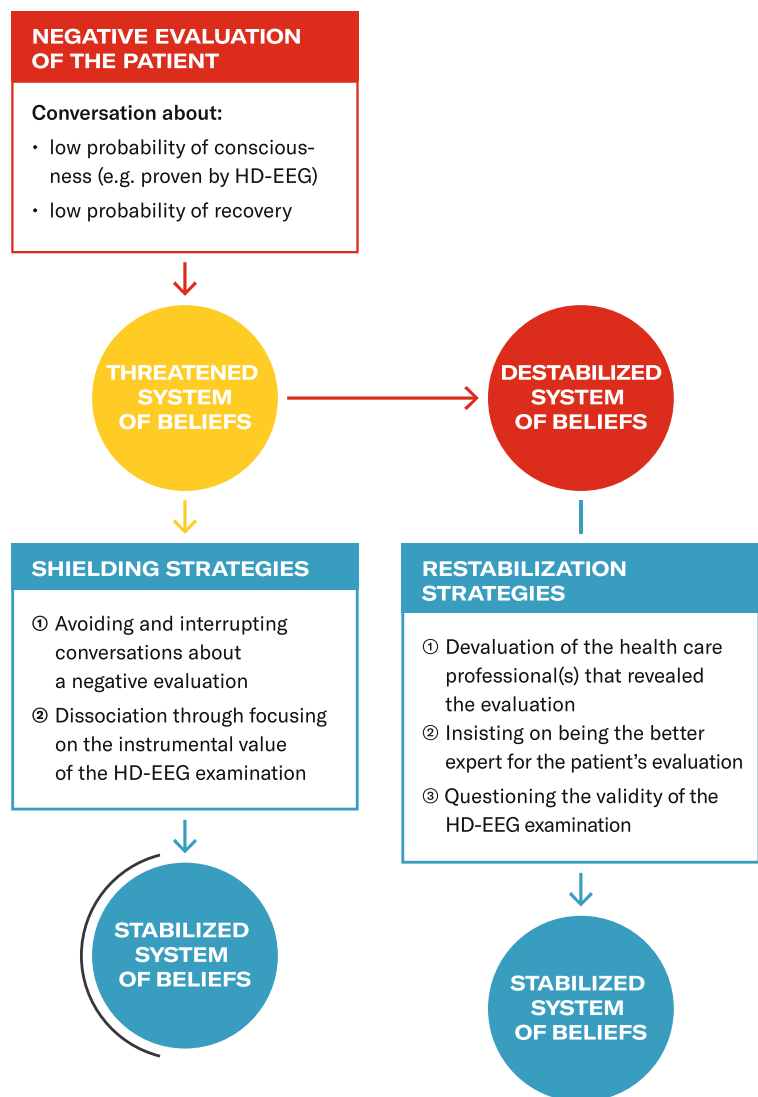 NEGATIVE EVALUATION
OF THE PATIENT
Conversation about:
• low probability of conscious-
ness (e.g. proven by HD-EEG)
• low probability of recovery
THREATENED
SYSTEM
OF BELIEFS
DESTABILIZED
SYSTEM
OF BELIEFS
SHIELDING STRATEGIES
① Avoiding and interrupting
conversations about
a negative evaluation
② Dissociation through focusing
on the instrumental value
of the HD-EEG examination
RESTABILIZATION
STRATEGIES
① Devaluation of the health care
professional(s) that revealed
the evaluation
② Insisting on being the better
expert for the patient’s evaluation
③ Questioning the validity of the
HD-EEG examination
STABILIZED
SYSTEM
OF BELIEFS
STABILIZED
SYSTEM
OF BELIEFS